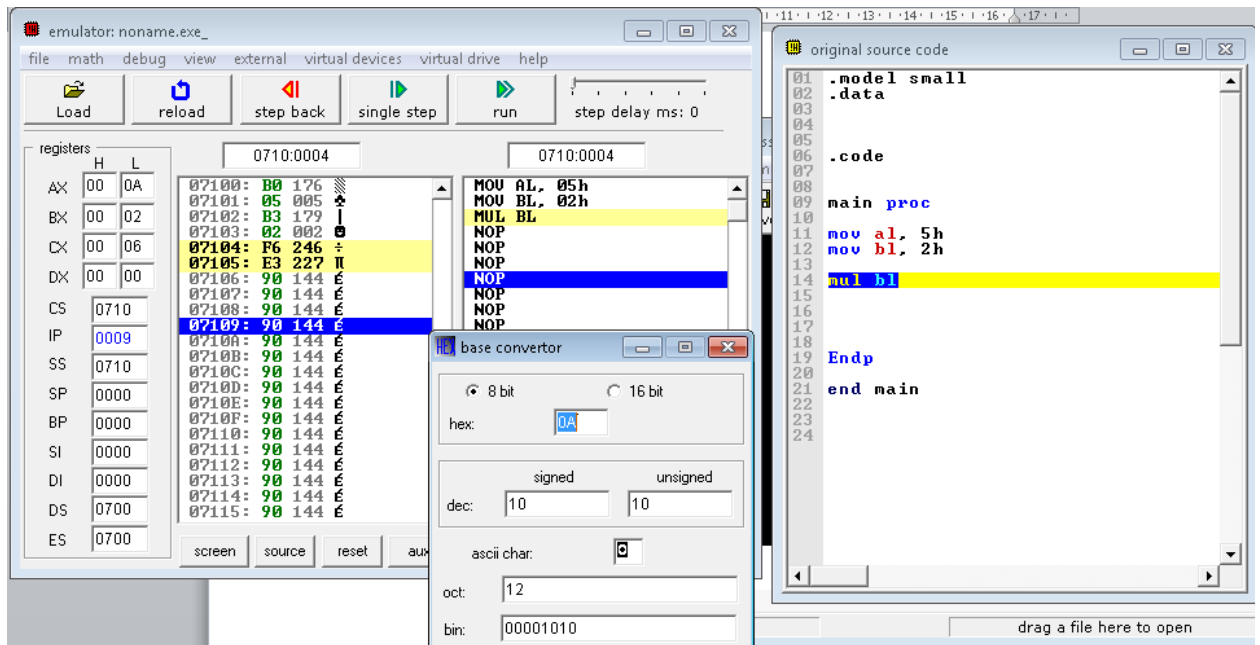 ·11· ı ·12· ı ·13· ı ·14· ı ·15· ı ·16· ·17· ı ·
emulator: noname.exe_
file math debug view external virtual devices virtual drive help
Load reload step back single step run step delay ms: 0
registers
H L
0710:0004 0710:0004
AX 00 0A
BX 00 02
CX 00 06
DX 00 00
CS 0710
IP 0009
SS 0710
SP 0000
BP 0000
SI 0000
DI 0000
DS 0700
ES 0700
07100: B0 176 ▒
07101: 05 005 ♣
07102: B3 179 │
07103: 02 002 ☻
07104: F6 246 ÷
07105: E3 227 π
07106: 90 144 É
07107: 90 144 É
07108: 90 144 É
07109: 90 144 É
0710A: 90 144 É
0710B: 90 144 É
0710C: 90 144 É
0710D: 90 144 É
0710E: 90 144 É
0710F: 90 144 É
07110: 90 144 É
07111: 90 144 É
07112: 90 144 É
07113: 90 144 É
07114: 90 144 É
07115: 90 144 É
MOV AL, 05h
MOV BL, 02h
MUL BL
NOP
NOP
NOP
NOP
NOP
NOP
NOP
screen source reset aux
HEX base convertor
8 bit 16 bit
hex: 0A
signed unsigned
dec: 10 10
ascii char: ◘
oct: 12
bin: 00001010
original source code
01 .model small
02 .data
03
04
05
06 .code
07
08
09 main proc
10
11 mov al, 5h
12 mov bl, 2h
13
14 mul bl
15
16
17
18
19 Endp
20
21 end main
22
23
24
drag a file here to open